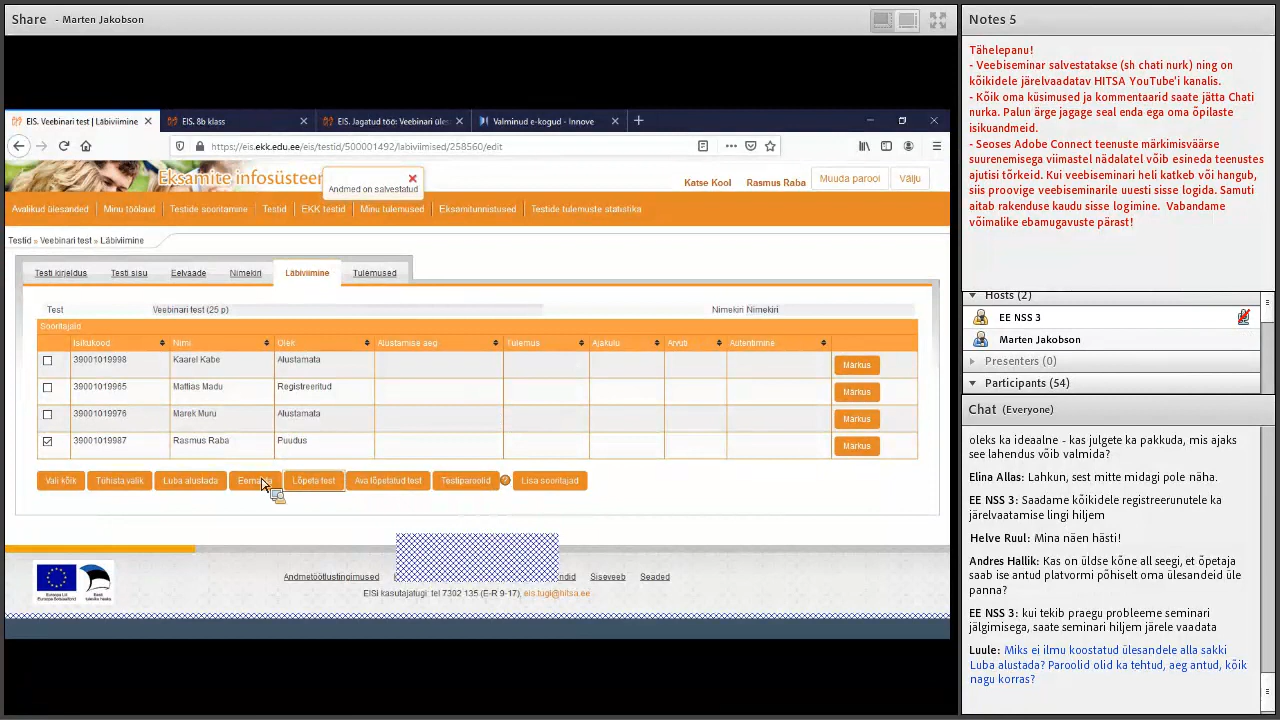 Share - Marten Jakobson
EIS. Veebinari test | Läbiviimine
EIS. 8b klass
EIS. Jagatud töö: Veebinari üles
Valminud e-kogud - Innove
https://eis.ekk.edu.ee/eis/testid/500001492/labiviimised/258560/edit
Eksamite infosüsteem
Andmed on salvestatud
Katse Kool
Rasmus Raba
Muuda parool
Välju
Avalikud ülesanded
Minu töölaud
Testide sooritamine
Testid
EKK testid
Minu tulemused
Eksamitunnistused
Testide tulemuste statistika
Testid » Veebinari test » Läbiviimine
Testi kirjeldus
Testi sisu
Eelvaade
Nimekiri
Läbiviimine
Tulemused
Test Veebinari test (25 p) Nimekiri Nimekiri
Sooritajaid
Isikukood Nimi Olek Alustamise aeg Tulemus Ajakulu Arvuti Autentimine
39001019998 Kaarel Kabe Alustamata Märkus
39001019965 Mattias Madu Registreeritud Märkus
39001019976 Marek Muru Alustamata Märkus
39001019987 Rasmus Raba Puudus Märkus
Vali kõik
Tühista valik
Luba alustada
Lõpeta test
Ava lõpetatud test
Testiparoolid
Lisa sooritajad
Andmetöötlustingimused
Siseveeb
Seaded
EISi kasutajatugi: tel 7302 135 (E-R 9-17), eis.tugi@hitsa.ee
Notes 5
Tähelepanu!
- Veebiseminar salvestatakse (sh chati nurk) ning on
kõikidele järelvaadatav HITSA YouTube'i kanalis.
- Kõik oma küsimused ja kommentaarid saate jätta Chati
nurka. Palun ärge jagage seal enda ega oma õpilaste
isikuandmeid.
- Seoses Adobe Connect teenuste märkimisväärse
suurenemisega viimastel nädalatel võib esineda teenustes
ajutisi tõrkeid. Kui veebiseminari heli katkeb või hangub,
siis proovige veebiseminarile uuesti sisse logida. Samuti
aitab rakenduse kaudu sisse logimine. Vabandame
võimalike ebamugavuste pärast!
Hosts (2)
EE NSS 3
Marten Jakobson
Presenters (0)
Participants (54)
Chat (Everyone)
oleks ka ideaalne - kas julgete ka pakkuda, mis ajaks
see lahendus või valmida?
Elina Allas: Lahkun, sest mitte midagi pole näha.
EE NSS 3: Saadame kõikidele registreerunutele ka
järelvaatamise lingi hiljem
Helve Ruul: Mina näen hästi!
Andres Hallik: Kas on üldse kõne all seegi, et õpetaja
saab ise antud platvormi põhiselt oma ülesandeid üle
panna?
EE NSS 3: kui tekib praegu probleeme seminari
jälgimisega, saate seminari hiljem järele vaadata
Luule: Miks ei ilmu koostatud ülesandele alla sakki
Luba alustada? Paroolid olid ka tehtud, aeg antud, kõik
nagu korras?